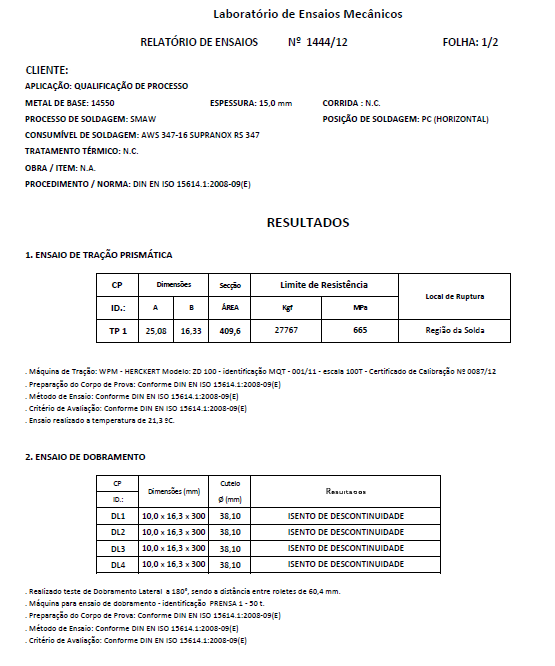 Laboratório de Ensaios Mecânicos
RELATÓRIO DE ENSAIOS Nº 1444/12 FOLHA: 1/2
CLIENTE:
APLICAÇÃO: QUALIFICAÇÃO DE PROCESSO
METAL DE BASE: 14550 ESPESSURA: 15,0 mm CORRIDA : N.C.
PROCESSO DE SOLDAGEM: SMAW POSIÇÃO DE SOLDAGEM: PC (HORIZONTAL)
CONSUMÍVEL DE SOLDAGEM: AWS 347-16 SUPRANOX RS 347
TRATAMENTO TÉRMICO: N.C.
OBRA / ITEM: N.A.
PROCEDIMENTO / NORMA: DIN EN ISO 15614.1:2008-09(E)
RESULTADOS
1. ENSAIO DE TRAÇÃO PRISMÁTICA
CP Dimensões Secção Limite de Resistência Local de Ruptura
ID.: A B ÁREA Kgf MPa
TP 1 25,08 16,33 409,6 27767 665 Região da Solda
. Máquina de Tração: WPM - HERCKERT Modelo: ZD 100 - identificação MQT - 001/11 - escala 100T - Certificado de Calibração Nº 0087/12
. Preparação do Corpo de Prova: Conforme DIN EN ISO 15614.1:2008-09(E)
. Método de Ensaio: Conforme DIN EN ISO 15614.1:2008-09(E)
. Critério de Avaliação: Conforme DIN EN ISO 15614.1:2008-09(E)
. Ensaio realizado a temperatura de 21,3 ºC.
2. ENSAIO DE DOBRAMENTO
CP Dimensões (mm) Cutelo Resultados
ID.: Ø (mm)
DL1 10,0 x 16,3 x 300 38,10 ISENTO DE DESCONTINUIDADE
DL2 10,0 x 16,3 x 300 38,10 ISENTO DE DESCONTINUIDADE
DL3 10,0 x 16,3 x 300 38,10 ISENTO DE DESCONTINUIDADE
DL4 10,0 x 16,3 x 300 38,10 ISENTO DE DESCONTINUIDADE
. Realizado teste de Dobramento Lateral a 180º, sendo a distância entre roletes de 60,4 mm.
. Máquina para ensaio de dobramento - identificação PRENSA 1 - 50 t.
. Preparação do Corpo de Prova: Conforme DIN EN ISO 15614.1:2008-09(E)
. Método de Ensaio: Conforme DIN EN ISO 15614.1:2008-09(E)
. Critério de Avaliação: Conforme DIN EN ISO 15614.1:2008-09(E)